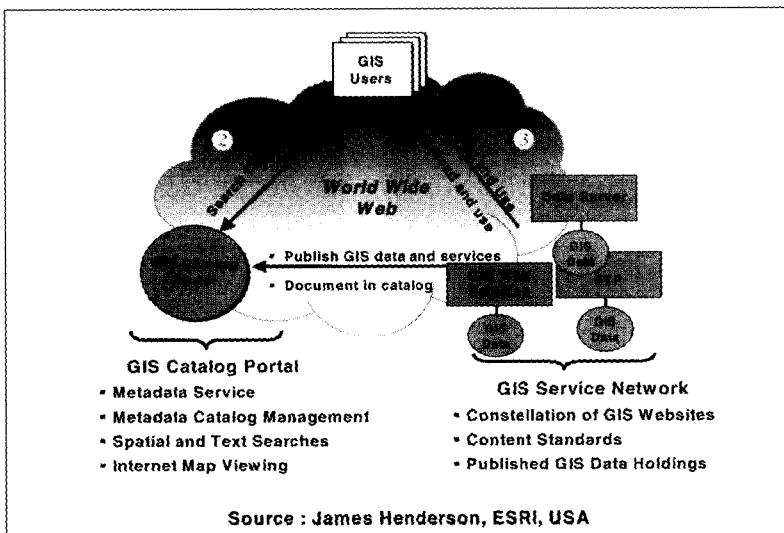 GIS
Users
②
③
Search
and use
Use
World Wide
Web
Data Server
GIS
Data
• Publish GIS data and services
• Document in catalog
GIS
Data
GIS
Data
GIS Catalog Portal
• Metadata Service
• Metadata Catalog Management
• Spatial and Text Searches
• Internet Map Viewing
GIS Service Network
• Constellation of GIS Websites
• Content Standards
• Published GIS Data Holdings
Source : James Henderson, ESRI, USA